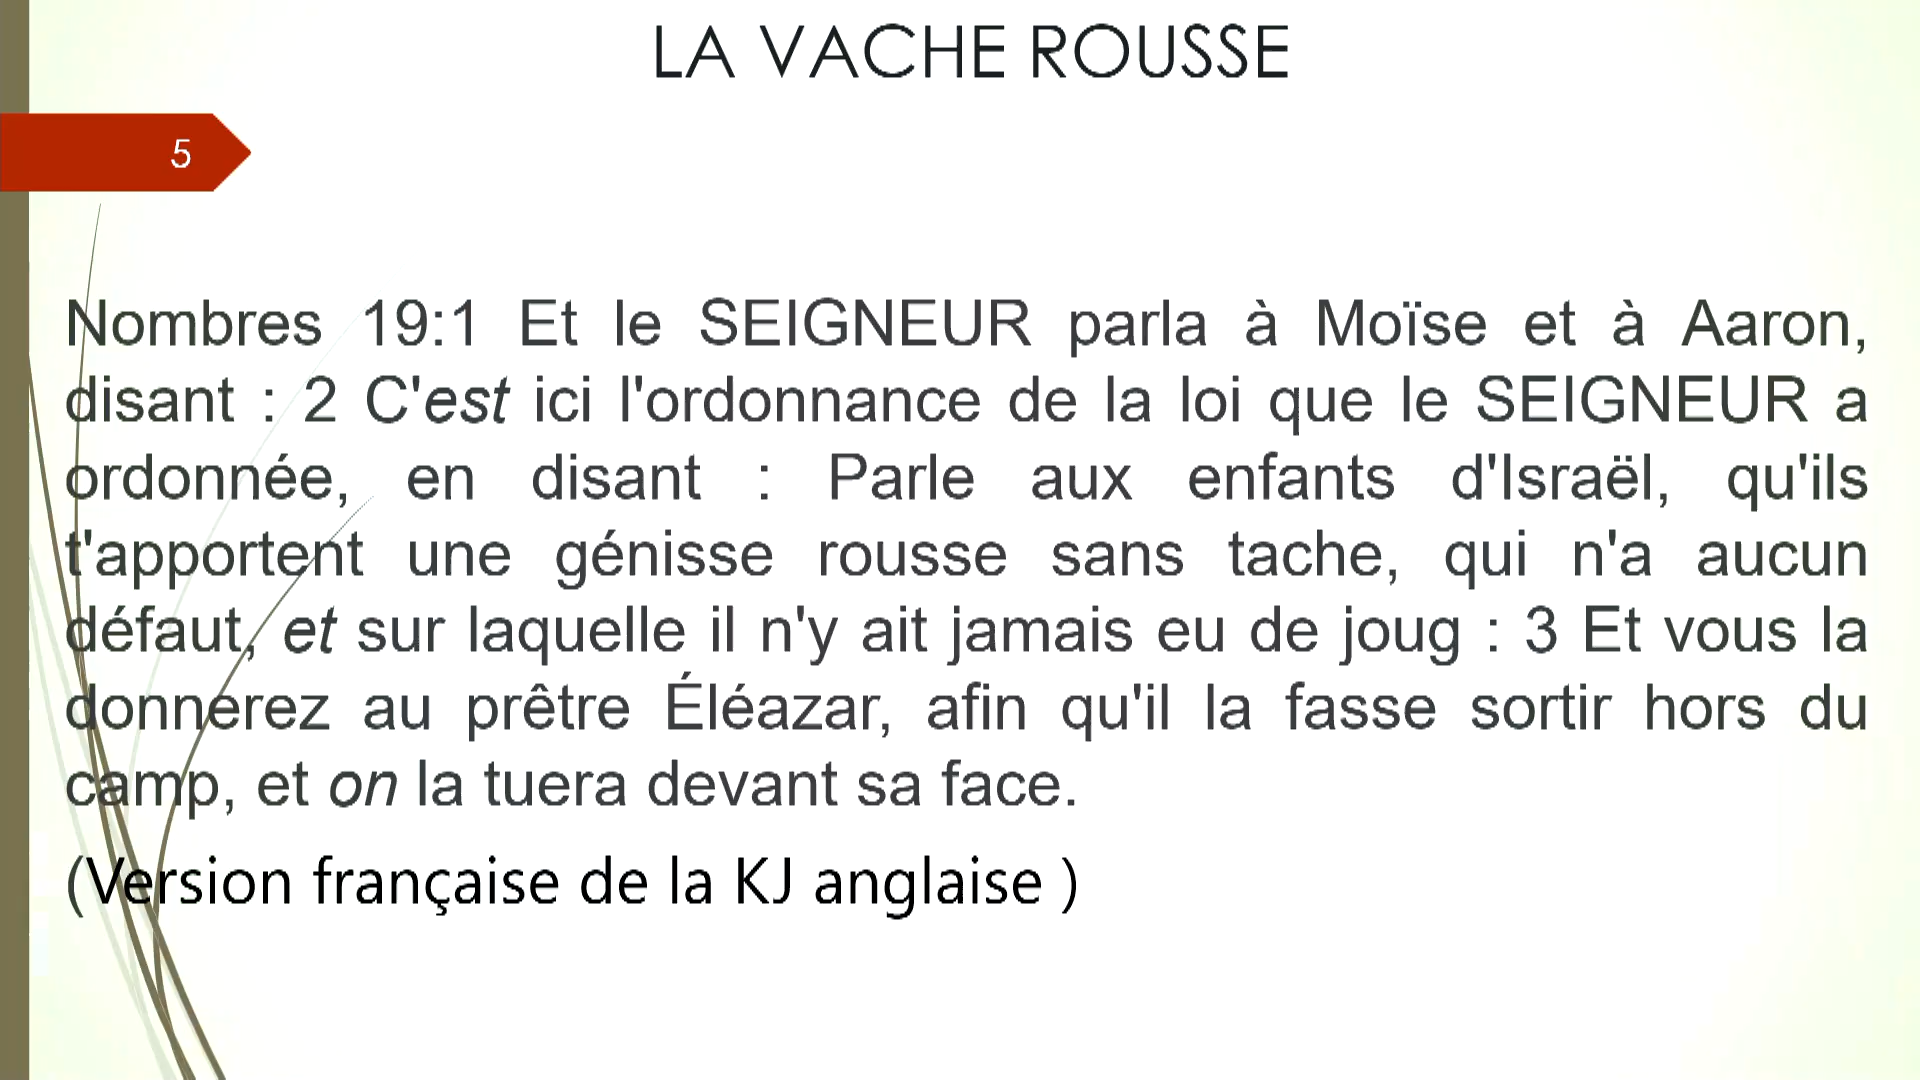 LA VACHE ROUSSE
5
Nombres 19:1 Et le SEIGNEUR parla à Moïse et à Aaron,
disant : 2 C'est ici l'ordonnance de la loi que le SEIGNEUR a
ordonnée, en disant : Parle aux enfants d'Israël, qu'ils
t'apportent une génisse rousse sans tache, qui n'a aucun
défaut, et sur laquelle il n'y ait jamais eu de joug : 3 Et vous la
donnerez au prêtre Éléazar, afin qu'il la fasse sortir hors du
camp, et on la tuera devant sa face.
(Version française de la KJ anglaise )